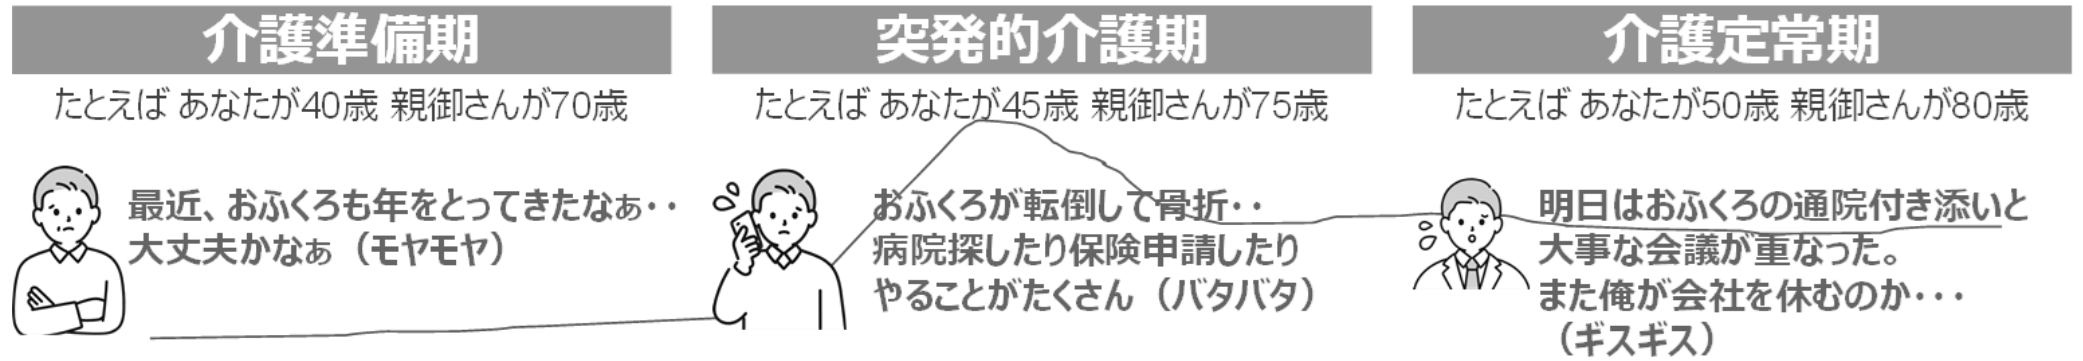 介護準備期
たとえば あなたが40歳 親御さんが70歳
最近、おふくろも年をとってきたなぁ・・
大丈夫かなぁ（モヤモヤ）
突発的介護期
たとえば あなたが45歳 親御さんが75歳
おふくろが転倒して骨折・・
病院探したり保険申請したり
やることがたくさん（バタバタ）
介護定常期
たとえば あなたが50歳 親御さんが80歳
明日はおふくろの通院付き添いと
大事な会議が重なった。
また俺が会社を休むのか・・・
（ギスギス）